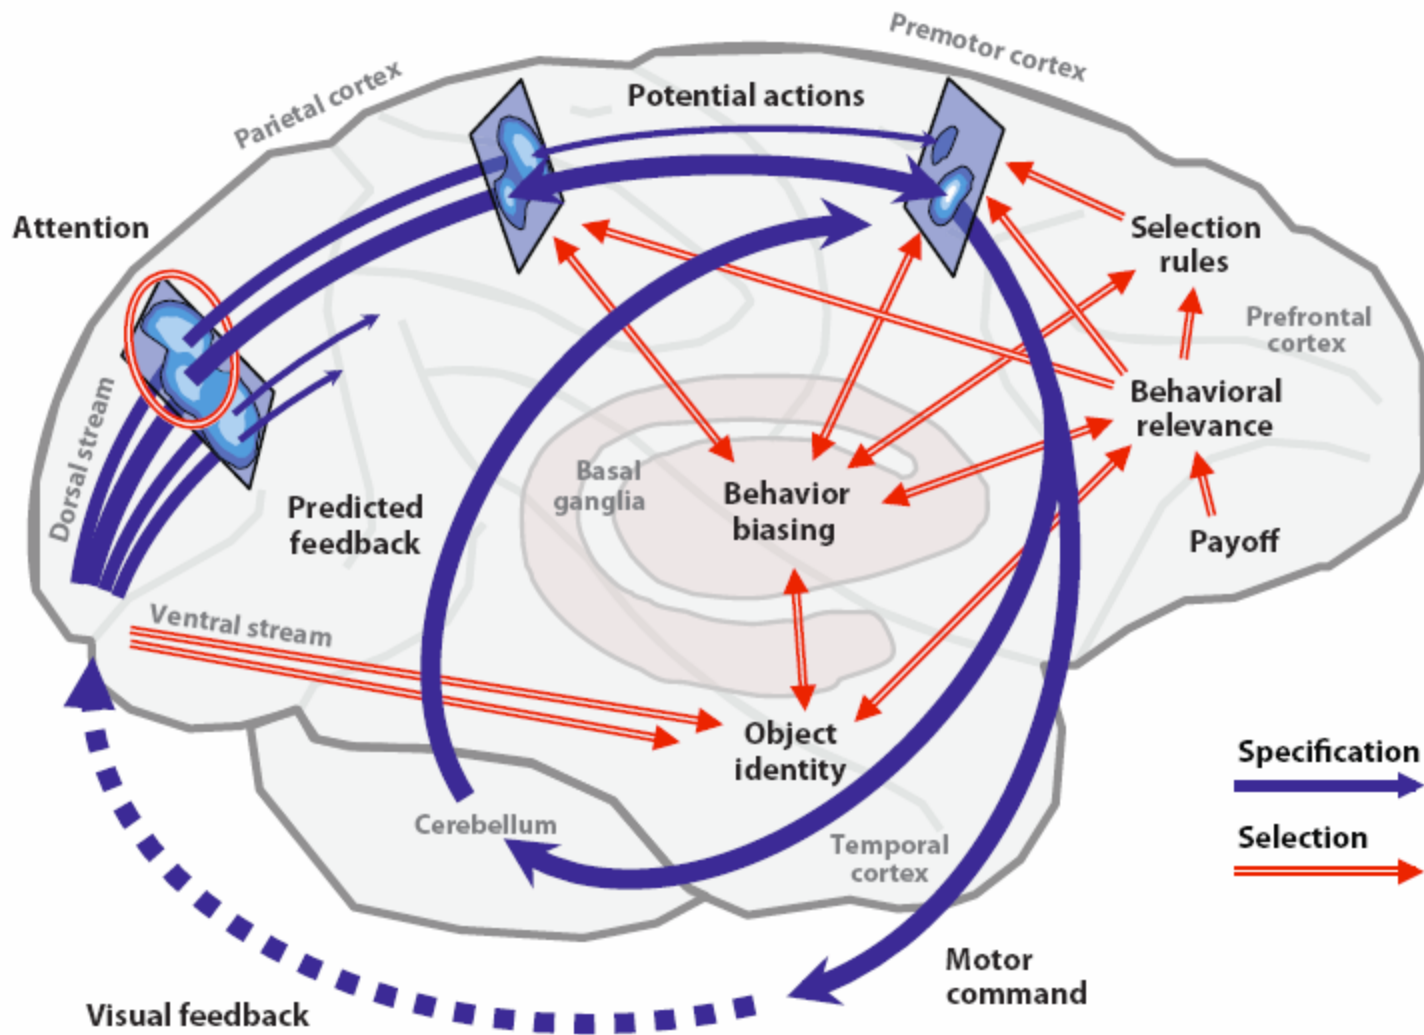 Premotor cortex
Parietal cortex
Potential actions
Attention
Selection
rules
Prefrontal
cortex
Behavioral
relevance
Dorsal stream
Basal
ganglia
Behavior
biasing
Predicted
feedback
Payoff
Ventral stream
Object
identity
Specification
Cerebellum
Selection
Temporal
cortex
Motor
command
Visual feedback